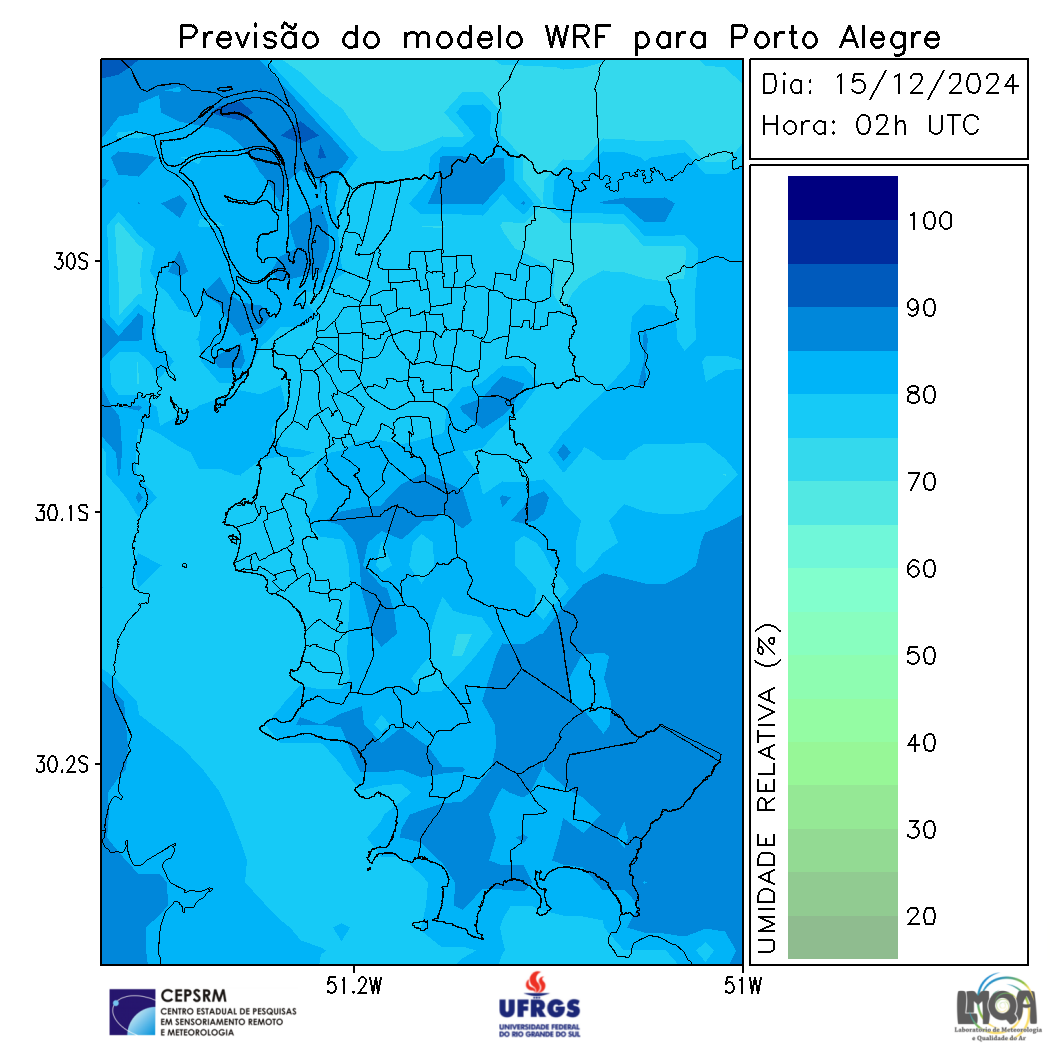 Previsão do modelo WRF para Porto Alegre
Dia: 15/12/2024
Hora: 02h UTC
100
90
80
70
60
50
40
30
20
UMIDADE RELATIVA (%)
30S
30.1S
30.2S
51.2W
51W
CEPSRM
CENTRO ESTADUAL DE PESQUISAS
EM SENSORIAMENTO REMOTO
E METEOROLOGIA
UFRGS
UNIVERSIDADE FEDERAL
DO RIO GRANDE DO SUL
LMQA
Laboratório de Meteorologia
e Qualidade do Ar